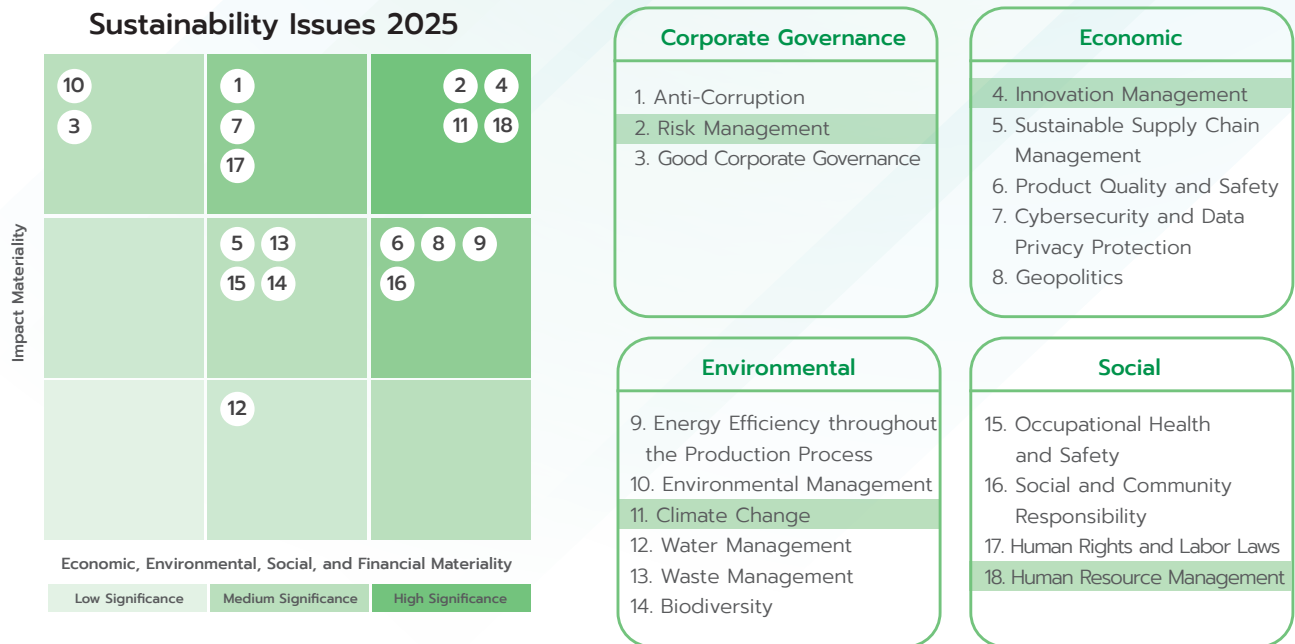 Sustainability Issues 2025
10
3
1
7
17
2 4
11 18
5 13
15 14
6 8 9
16
12
Impact Materiality
Economic, Environmental, Social, and Financial Materiality
Low Significance
Medium Significance
High Significance
Corporate Governance
1. Anti-Corruption
2. Risk Management
3. Good Corporate Governance
Economic
4. Innovation Management
5. Sustainable Supply Chain
Management
6. Product Quality and Safety
7. Cybersecurity and Data
Privacy Protection
8. Geopolitics
Environmental
9. Energy Efficiency throughout
the Production Process
10. Environmental Management
11. Climate Change
12. Water Management
13. Waste Management
14. Biodiversity
Social
15. Occupational Health
and Safety
16. Social and Community
Responsibility
17. Human Rights and Labor Laws
18. Human Resource Management